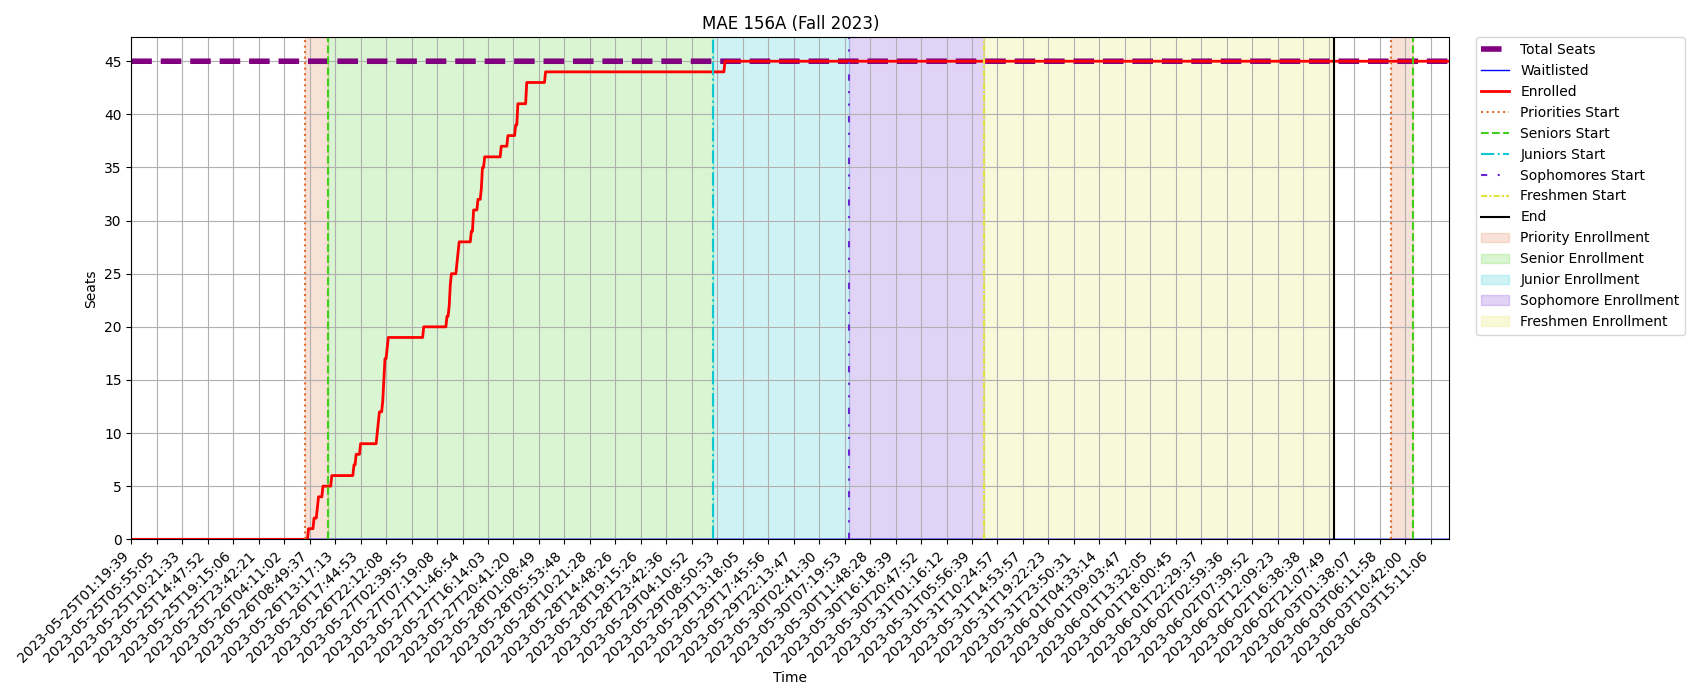 MAE 156A (Fall 2023)
Seats
45
40
35
30
25
20
15
10
5
0
2023-05-25T01:19:39
2023-05-25T05:55:05
2023-05-25T10:21:33
2023-05-25T14:47:52
2023-05-25T19:15:06
2023-05-25T23:42:21
2023-05-26T04:11:02
2023-05-26T08:49:37
2023-05-26T13:17:13
2023-05-26T17:44:53
2023-05-26T22:12:08
2023-05-27T02:39:55
2023-05-27T07:19:08
2023-05-27T11:46:54
2023-05-27T16:14:03
2023-05-27T20:41:20
2023-05-28T01:08:49
2023-05-28T05:53:48
2023-05-28T10:21:28
2023-05-28T14:48:26
2023-05-28T19:15:26
2023-05-28T23:42:36
2023-05-29T04:10:52
2023-05-29T08:50:53
2023-05-29T13:18:05
2023-05-29T17:45:56
2023-05-29T22:13:47
2023-05-30T02:41:30
2023-05-30T07:19:53
2023-05-30T11:48:28
2023-05-30T16:18:39
2023-05-30T20:47:52
2023-05-31T01:16:12
2023-05-31T05:56:39
2023-05-31T10:24:57
2023-05-31T14:53:57
2023-05-31T19:22:23
2023-05-31T23:50:31
2023-06-01T04:33:14
2023-06-01T09:03:47
2023-06-01T13:32:05
2023-06-01T18:00:45
2023-06-01T22:29:37
2023-06-02T02:59:36
2023-06-02T07:39:52
2023-06-02T12:09:23
2023-06-02T16:38:38
2023-06-02T21:07:49
2023-06-03T01:38:07
2023-06-03T06:11:58
2023-06-03T10:42:00
2023-06-03T15:11:06
Time
Total Seats
Waitlisted
Enrolled
Priorities Start
Seniors Start
Juniors Start
Sophomores Start
Freshmen Start
End
Priority Enrollment
Senior Enrollment
Junior Enrollment
Sophomore Enrollment
Freshmen Enrollment